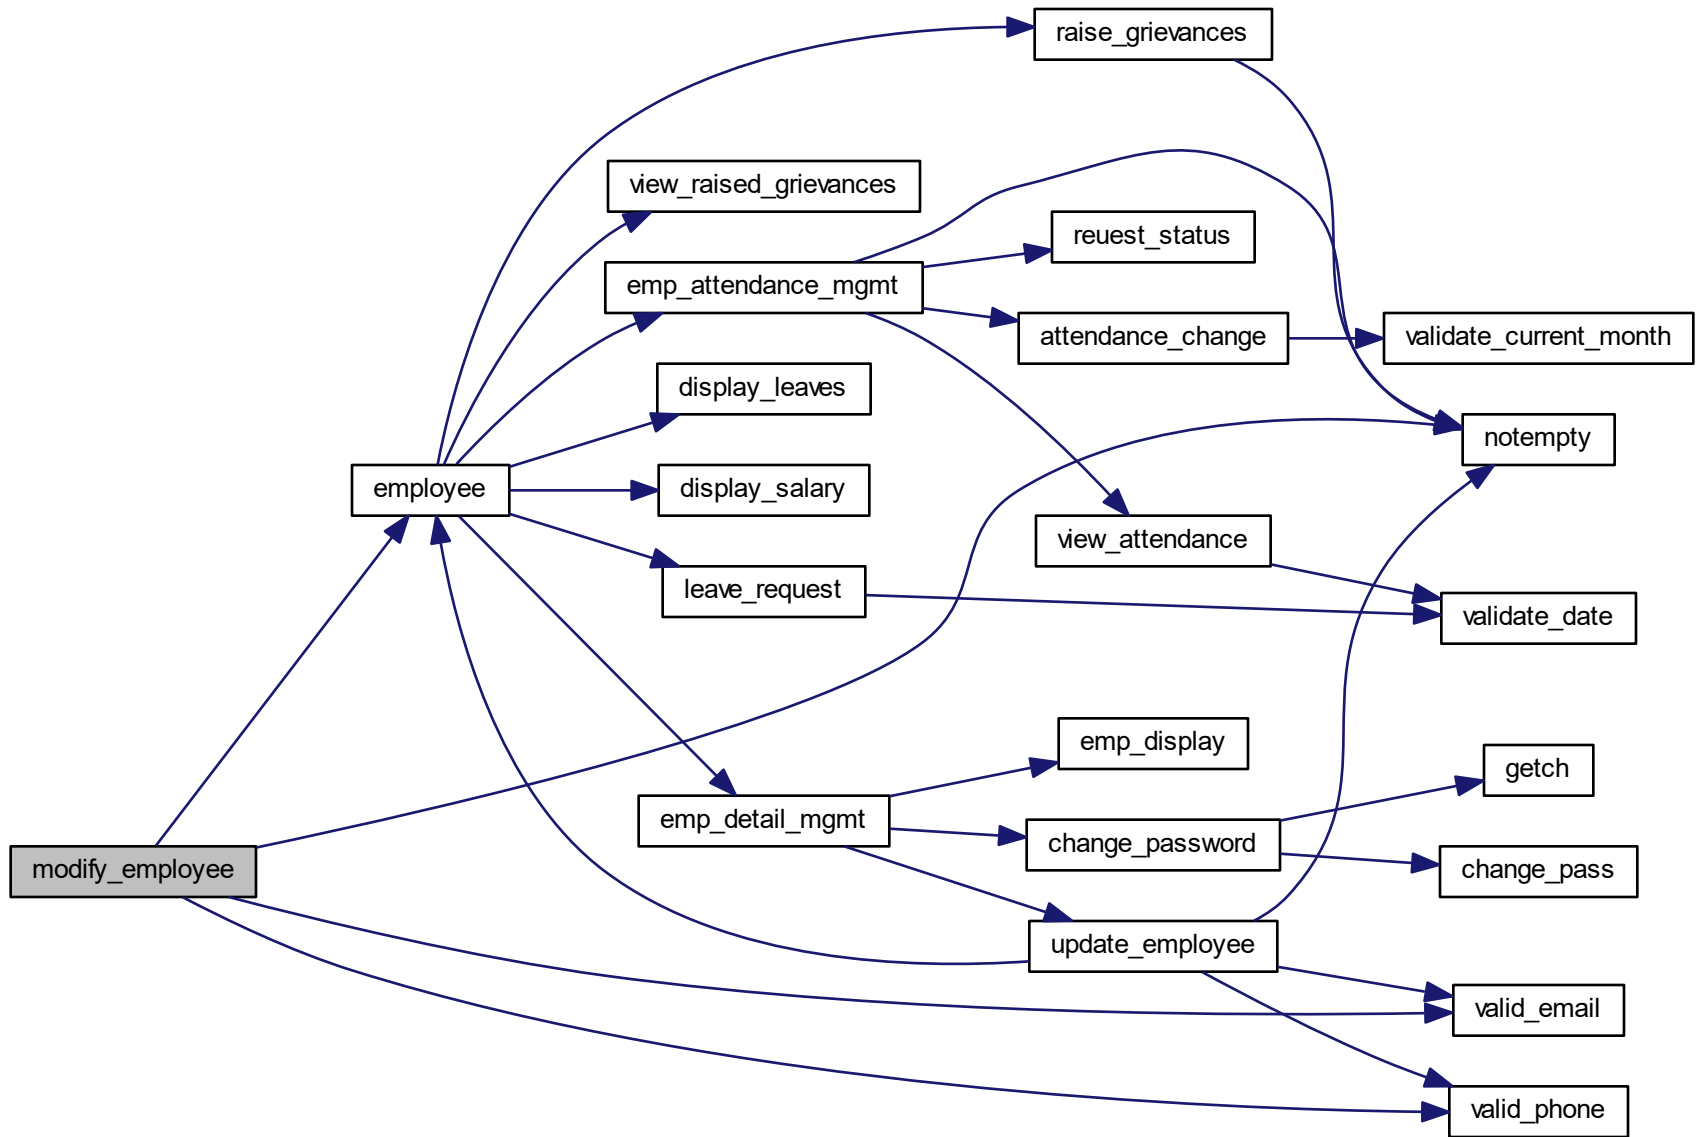 raise_grievances
view_raised_grievances
reuest_status
emp_attendance_mgmt
attendance_change
validate_current_month
display_leaves
notempty
employee
display_salary
view_attendance
leave_request
validate_date
emp_display
getch
emp_detail_mgmt
change_password
modify_employee
change_pass
update_employee
valid_email
valid_phone